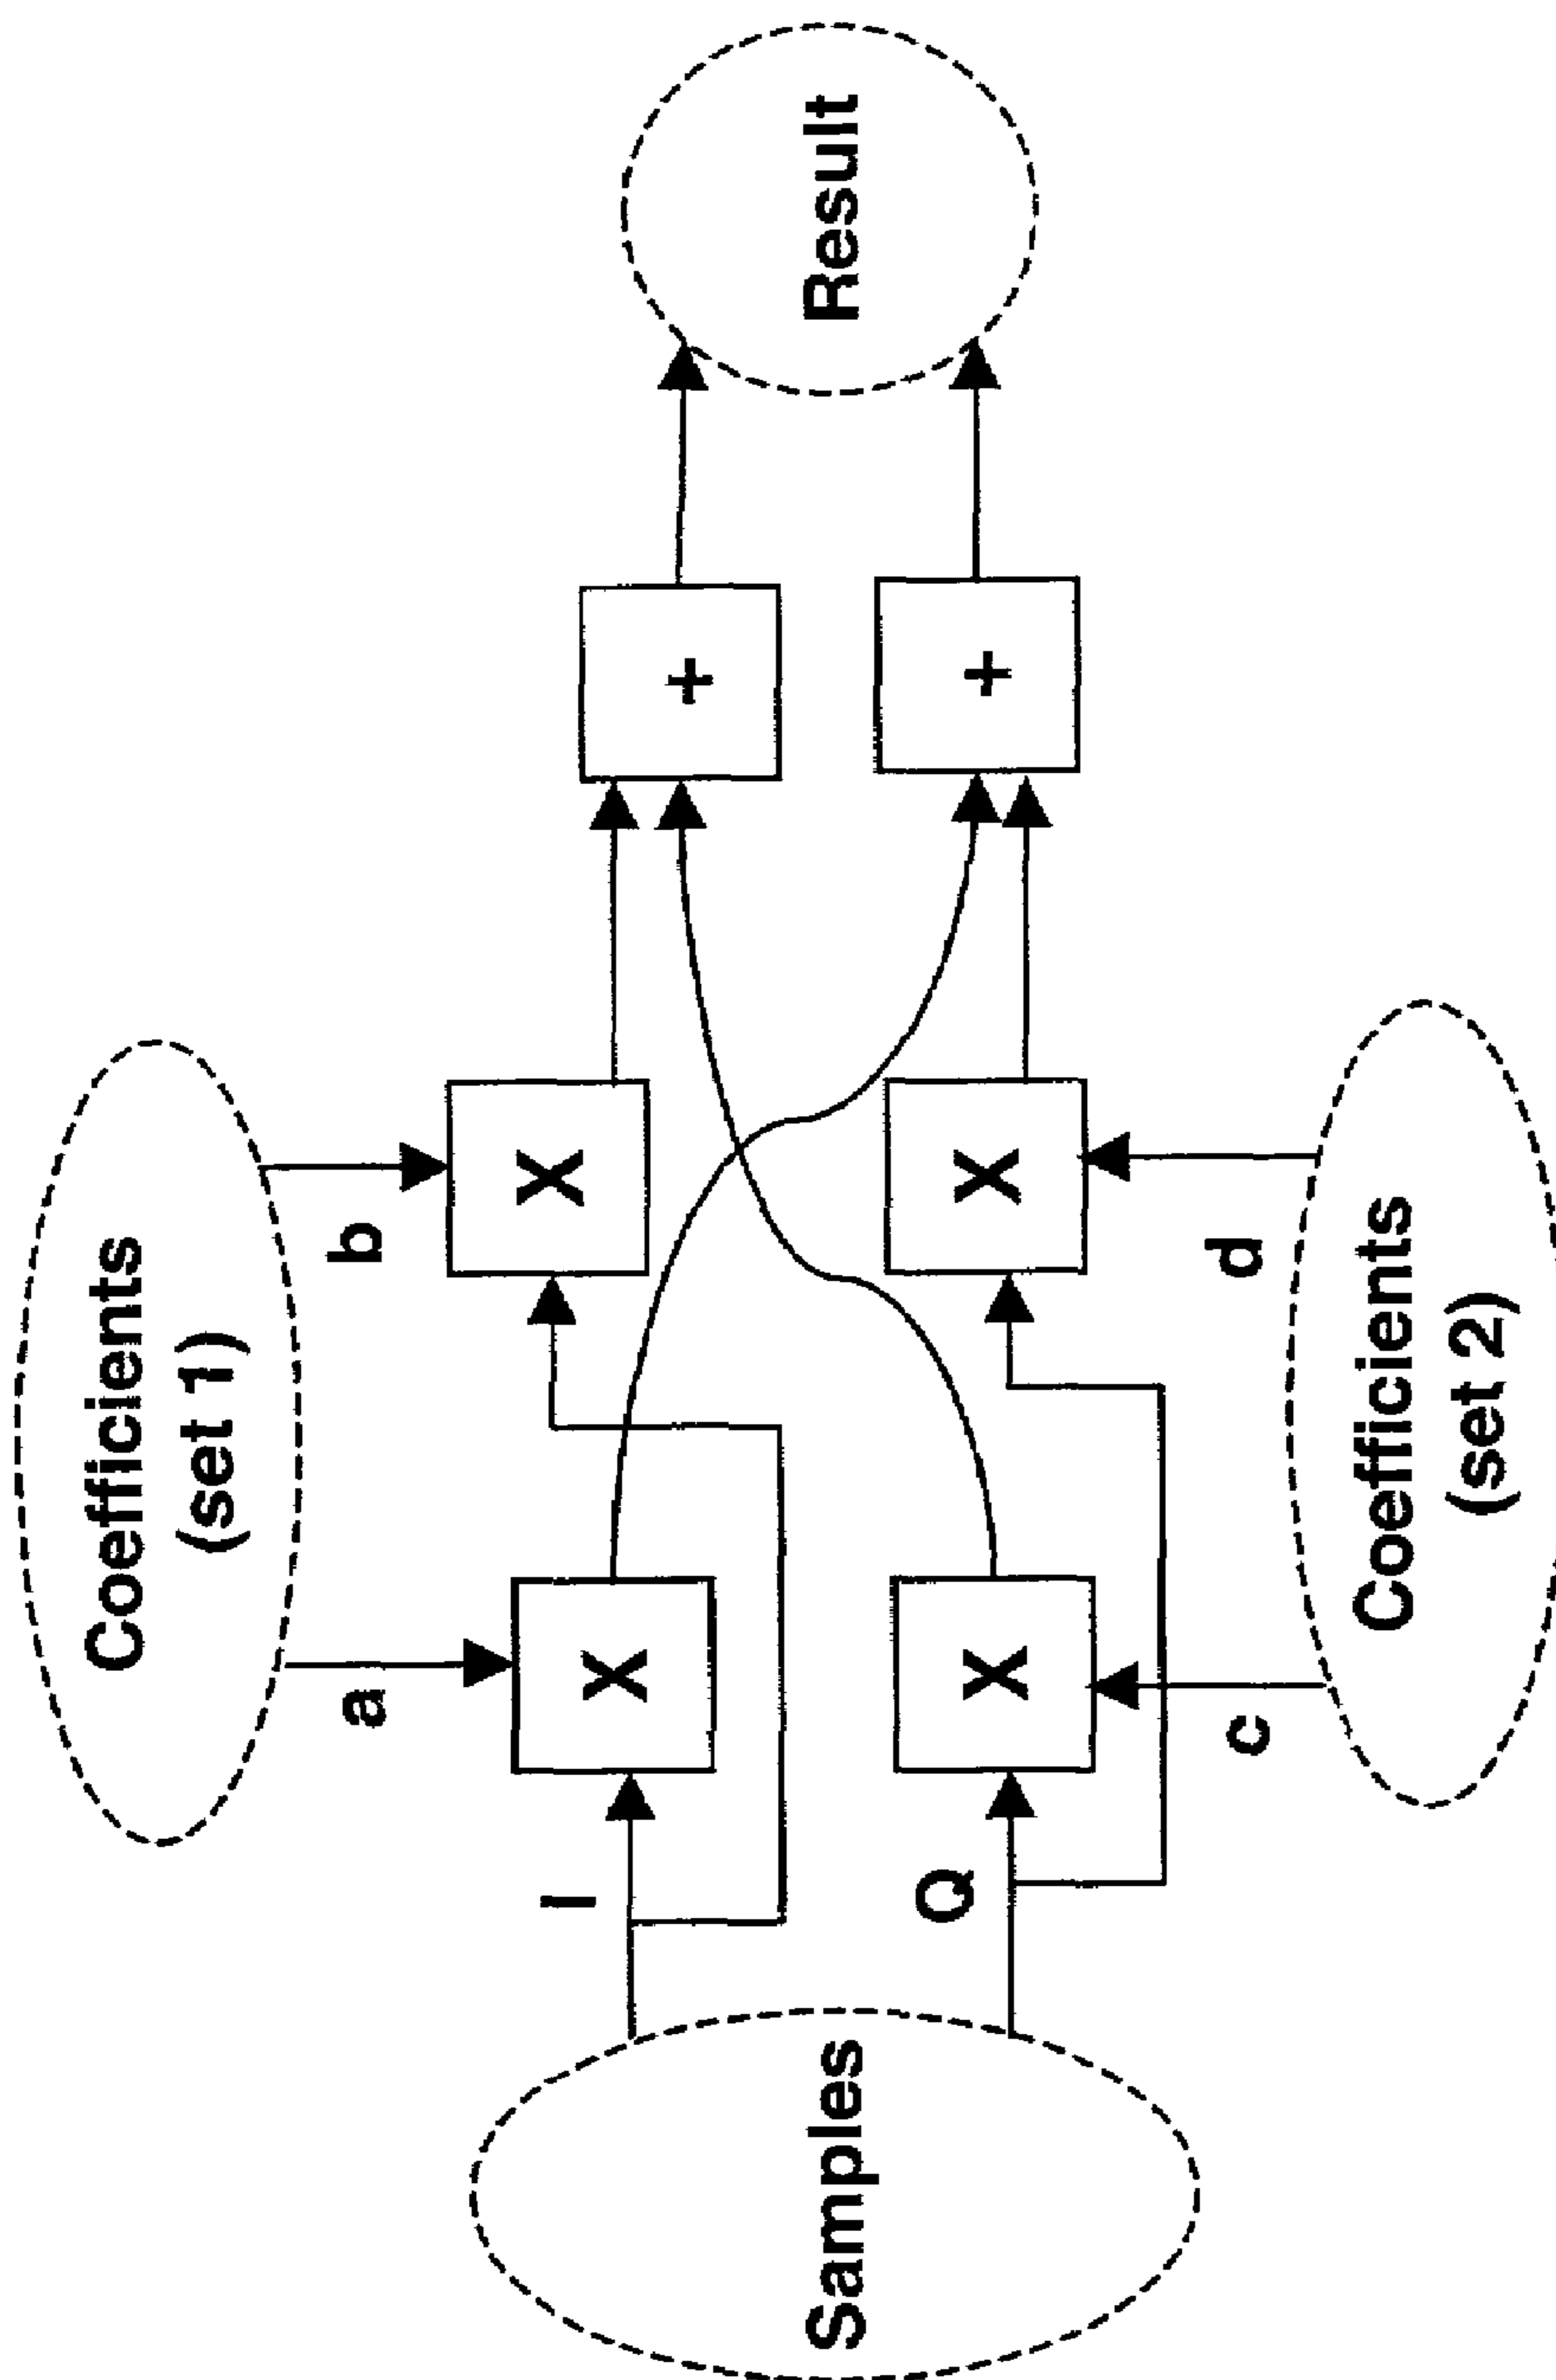 Coefficients
(set 1)
a
b
I
X
X
+
Samples
Result
Q
X
X
+
c
d
Coefficients
(set 2)